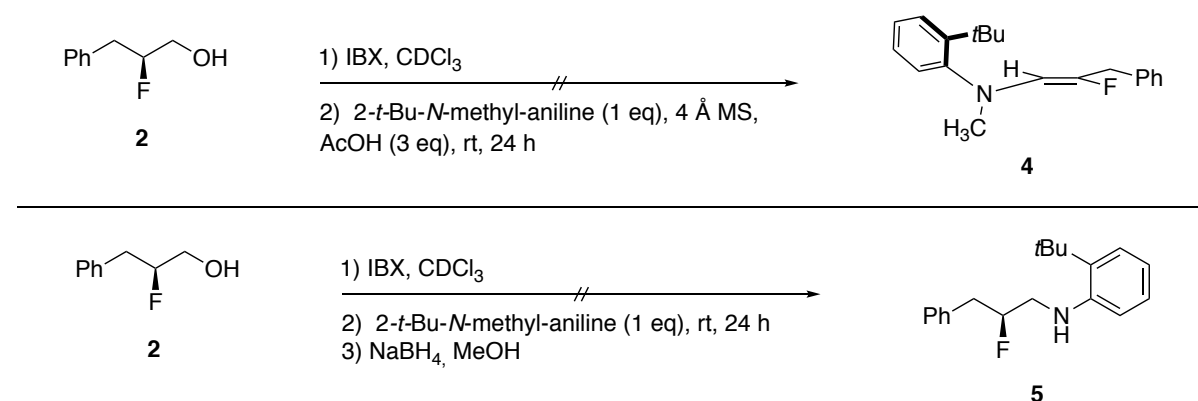 Ph
OH
F
2
1) IBX, CDCl3
2) 2-t-Bu-N-methyl-aniline (1 eq), 4 Å MS,
AcOH (3 eq), rt, 24 h
tBu
H
N
F
Ph
H3C
4
Ph
OH
F
2
1) IBX, CDCl3
2) 2-t-Bu-N-methyl-aniline (1 eq), rt, 24 h
3) NaBH4, MeOH
tBu
Ph
N
H
F
5